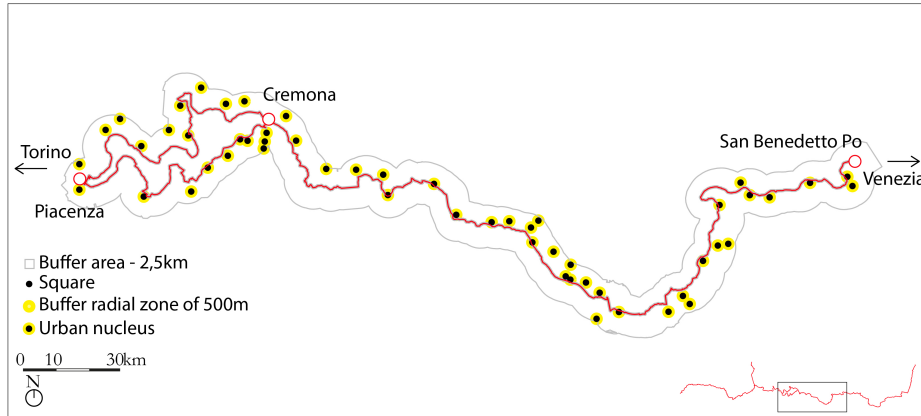 Cremona
San Benedetto Po
Torino
Venezia
Piacenza
Buffer area - 2,5km
Square
Buffer radial zone of 500m
Urban nucleus
0 10 30km
N